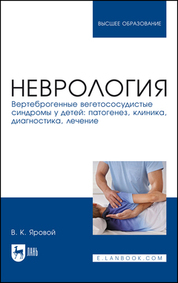 ВЫСШЕЕ ОБРАЗОВАНИЕ
НЕВРОЛОГИЯ
Вертеброгенные вегетососудистые
синдромы у детей: патогенез, клиника,
диагностика, лечение
В. К. Яровой
ЛАНЬ
E.LANBOOK.COM